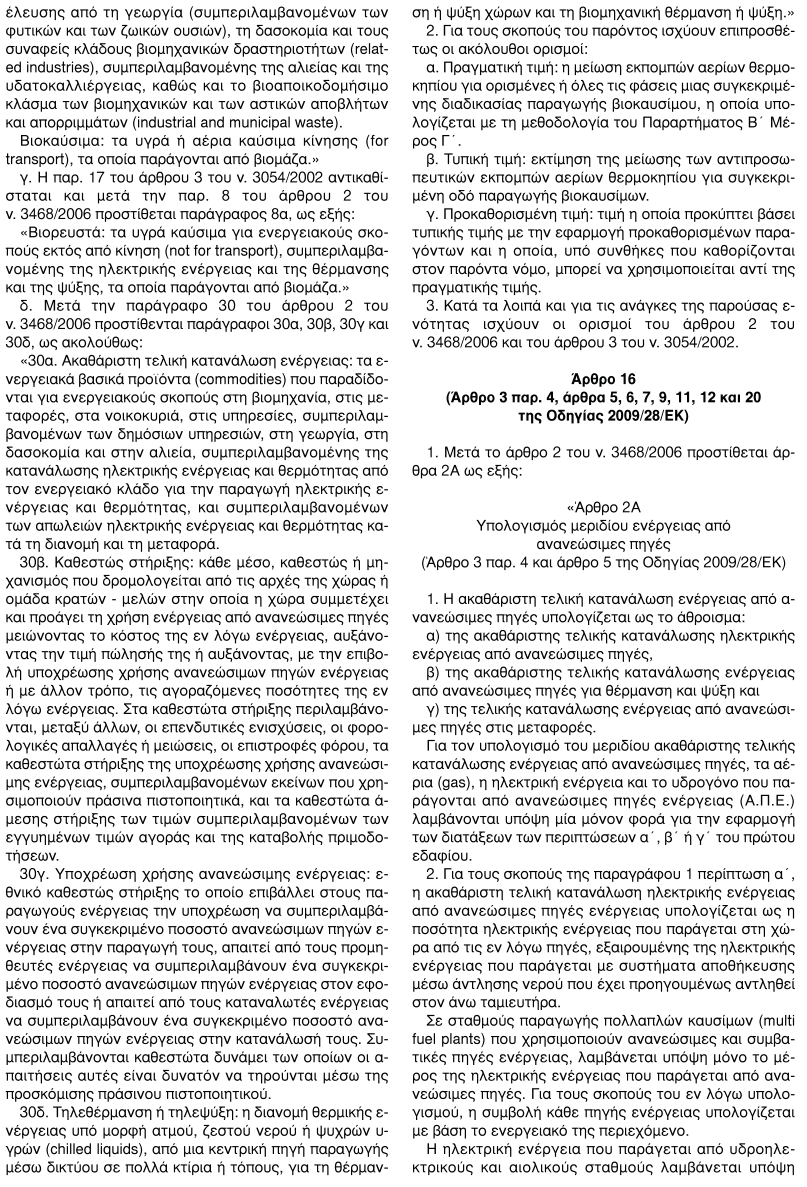 έλευσης από τη γεωργία (συμπεριλαμβανομένων των
φυτικών και των ζωικών ουσιών), τη δασοκομία και τους
συναφείς κλάδους βιομηχανικών δραστηριοτήτων (relat-
ed industries), συμπεριλαμβανομένης της αλιείας και της
υδατοκαλλιέργειας, καθώς και το βιοαποικοδομήσιμο
κλάσμα των βιομηχανικών και των αστικών αποβλήτων
και απορριμμάτων (industrial and municipal waste).
Βιοκαύσιμα: τα υγρά ή αέρια καύσιμα κίνησης (for
transport), τα οποία παράγονται από βιομάζα.»
γ. Η παρ. 17 του άρθρου 3 του ν. 3054/2002 αντικαθί-
σταται και μετά την παρ. 8 του άρθρου 2 του
ν. 3468/2006 προστίθεται παράγραφος 8α, ως εξής:
«Βιορευστά: τα υγρά καύσιμα για ενεργειακούς σκο-
πούς εκτός από κίνηση (not for transport), συμπεριλαμβα-
νομένης της ηλεκτρικής ενέργειας και της θέρμανσης
και της ψύξης, τα οποία παράγονται από βιομάζα.»
δ. Μετά την παράγραφο 30 του άρθρου 2 του
ν. 3468/2006 προστίθενται παράγραφοι 30α, 30β, 30γ και
30δ, ως ακολούθως:
«30α. Ακαθάριστη τελική κατανάλωση ενέργειας: τα ε-
νεργειακά βασικά προϊόντα (commodities) που παραδίδο-
νται για ενεργειακούς σκοπούς στη βιομηχανία, στις με-
ταφορές, στα νοικοκυριά, στις υπηρεσίες, συμπεριλαμ-
βανομένων των δημόσιων υπηρεσιών, στη γεωργία, στη
δασοκομία και στην αλιεία, συμπεριλαμβανομένης της
κατανάλωσης ηλεκτρικής ενέργειας και θερμότητας από
τον ενεργειακό κλάδο για την παραγωγή ηλεκτρικής ε-
νέργειας και θερμότητας, και συμπεριλαμβανομένων
των απωλειών ηλεκτρικής ενέργειας και θερμότητας κα-
τά τη διανομή και τη μεταφορά.
30β. Καθεστώς στήριξης: κάθε μέσο, καθεστώς ή μη-
χανισμός που δρομολογείται από τις αρχές της χώρας ή
ομάδα κρατών - μελών στην οποία η χώρα συμμετέχει
και προάγει τη χρήση ενέργειας από ανανεώσιμες πηγές
μειώνοντας το κόστος της εν λόγω ενέργειας, αυξάνο-
ντας την τιμή πώλησής της ή αυξάνοντας, με την επιβο-
λή υποχρέωσης χρήσης ανανεώσιμων πηγών ενέργειας
ή με άλλον τρόπο, τις αγοραζόμενες ποσότητες της εν
λόγω ενέργειας. Στα καθεστώτα στήριξης περιλαμβάνο-
νται, μεταξύ άλλων, οι επενδυτικές ενισχύσεις, οι φορο-
λογικές απαλλαγές ή μειώσεις, οι επιστροφές φόρου, τα
καθεστώτα στήριξης της υποχρέωσης χρήσης ανανεώσι-
μης ενέργειας, συμπεριλαμβανομένων εκείνων που χρη-
σιμοποιούν πράσινα πιστοποιητικά, και τα καθεστώτα ά-
μεσης στήριξης των τιμών συμπεριλαμβανομένων των
εγγυημένων τιμών αγοράς και της καταβολής πριμοδο-
τήσεων.
30γ. Υποχρέωση χρήσης ανανεώσιμης ενέργειας: ε-
θνικό καθεστώς στήριξης το οποίο επιβάλλει στους πα-
ραγωγούς ενέργειας την υποχρέωση να συμπεριλαμβά-
νουν ένα συγκεκριμένο ποσοστό ανανεώσιμων πηγών ε-
νέργειας στην παραγωγή τους, απαιτεί από τους προμη-
θευτές ενέργειας να συμπεριλαμβάνουν ένα συγκεκρι-
μένο ποσοστό ανανεώσιμων πηγών ενέργειας στον εφο-
διασμό τους ή απαιτεί από τους καταναλωτές ενέργειας
να συμπεριλαμβάνουν ένα συγκεκριμένο ποσοστό ανα-
νεώσιμων πηγών ενέργειας στην κατανάλωσή τους. Συ-
μπεριλαμβάνονται καθεστώτα δυνάμει των οποίων οι α-
παιτήσεις αυτές είναι δυνατόν να τηρούνται μέσω της
προσκόμισης πράσινου πιστοποιητικού.
30δ. Τηλεθέρμανση ή τηλεψύξη: η διανομή θερμικής ε-
νέργειας υπό μορφή ατμού, ζεστού νερού ή ψυχρών υ-
γρών (chilled liquids), από μια κεντρική πηγή παραγωγής
μέσω δικτύου σε πολλά κτίρια ή τόπους, για τη θέρμαν-
ση ή ψύξη χώρων και τη βιομηχανική θέρμανση ή ψύξη.»
2. Για τους σκοπούς του παρόντος ισχύουν επιπροσθέ-
τως οι ακόλουθοι ορισμοί:
α. Πραγματική τιμή: η μείωση εκπομπών αερίων θερμο-
κηπίου για ορισμένες ή όλες τις φάσεις μιας συγκεκριμέ-
νης διαδικασίας παραγωγής βιοκαυσίμου, η οποία υπο-
λογίζεται με τη μεθοδολογία του Παραρτήματος Β΄ Μέ-
ρος Γ΄.
β. Τυπική τιμή: εκτίμηση της μείωσης των αντιπροσω-
πευτικών εκπομπών αερίων θερμοκηπίου για συγκεκρι-
μένη οδό παραγωγής βιοκαυσίμων.
γ. Προκαθορισμένη τιμή: τιμή η οποία προκύπτει βάσει
τυπικής τιμής με την εφαρμογή προκαθορισμένων παρα-
γόντων και η οποία, υπό συνθήκες που καθορίζονται
στον παρόντα νόμο, μπορεί να χρησιμοποιείται αντί της
πραγματικής τιμής.
3. Κατά τα λοιπά και για τις ανάγκες της παρούσας ε-
νότητας ισχύουν οι ορισμοί του άρθρου 2 του
ν. 3468/2006 και του άρθρου 3 του ν. 3054/2002.
Άρθρο 16
(Άρθρο 3 παρ. 4, άρθρα 5, 6, 7, 9, 11, 12 και 20
της Οδηγίας 2009/28/ΕΚ)
1. Μετά το άρθρο 2 του ν. 3468/2006 προστίθεται άρ-
θρα 2Α ως εξής:
«Άρθρο 2Α
Υπολογισμός μεριδίου ενέργειας από
ανανεώσιμες πηγές
(Άρθρο 3 παρ. 4 και άρθρο 5 της Οδηγίας 2009/28/ΕΚ)
1. Η ακαθάριστη τελική κατανάλωση ενέργειας από α-
νανεώσιμες πηγές υπολογίζεται ως το άθροισμα:
α) της ακαθάριστης τελικής κατανάλωσης ηλεκτρικής
ενέργειας από ανανεώσιμες πηγές,
β) της ακαθάριστης τελικής κατανάλωσης ενέργειας
από ανανεώσιμες πηγές για θέρμανση και ψύξη και
γ) της τελικής κατανάλωσης ενέργειας από ανανεώσι-
μες πηγές στις μεταφορές.
Για τον υπολογισμό του μεριδίου ακαθάριστης τελικής
κατανάλωσης ενέργειας από ανανεώσιμες πηγές, τα αέ-
ρια (gas), η ηλεκτρική ενέργεια και το υδρογόνο που πα-
ράγονται από ανανεώσιμες πηγές ενέργειας (Α.Π.Ε.)
λαμβάνονται υπόψη μία μόνον φορά για την εφαρμογή
των διατάξεων των περιπτώσεων α΄, β΄ ή γ΄ του πρώτου
εδαφίου.
2. Για τους σκοπούς της παραγράφου 1 περίπτωση α΄,
η ακαθάριστη τελική κατανάλωση ηλεκτρικής ενέργειας
από ανανεώσιμες πηγές ενέργειας υπολογίζεται ως η
ποσότητα ηλεκτρικής ενέργειας που παράγεται στη χώ-
ρα από τις εν λόγω πηγές, εξαιρουμένης της ηλεκτρικής
ενέργειας που παράγεται με συστήματα αποθήκευσης
μέσω άντλησης νερού που έχει προηγουμένως αντληθεί
στον άνω ταμιευτήρα.
Σε σταθμούς παραγωγής πολλαπλών καυσίμων (multi
fuel plants) που χρησιμοποιούν ανανεώσιμες και συμβα-
τικές πηγές ενέργειας, λαμβάνεται υπόψη μόνο το μέ-
ρος της ηλεκτρικής ενέργειας που παράγεται από ανα-
νεώσιμες πηγές. Για τους σκοπούς του εν λόγω υπολο-
γισμού, η συμβολή κάθε πηγής ενέργειας υπολογίζεται
με βάση το ενεργειακό της περιεχόμενο.
Η ηλεκτρική ενέργεια που παράγεται από υδροηλε-
κτρικούς και αιολικούς σταθμούς λαμβάνεται υπόψη